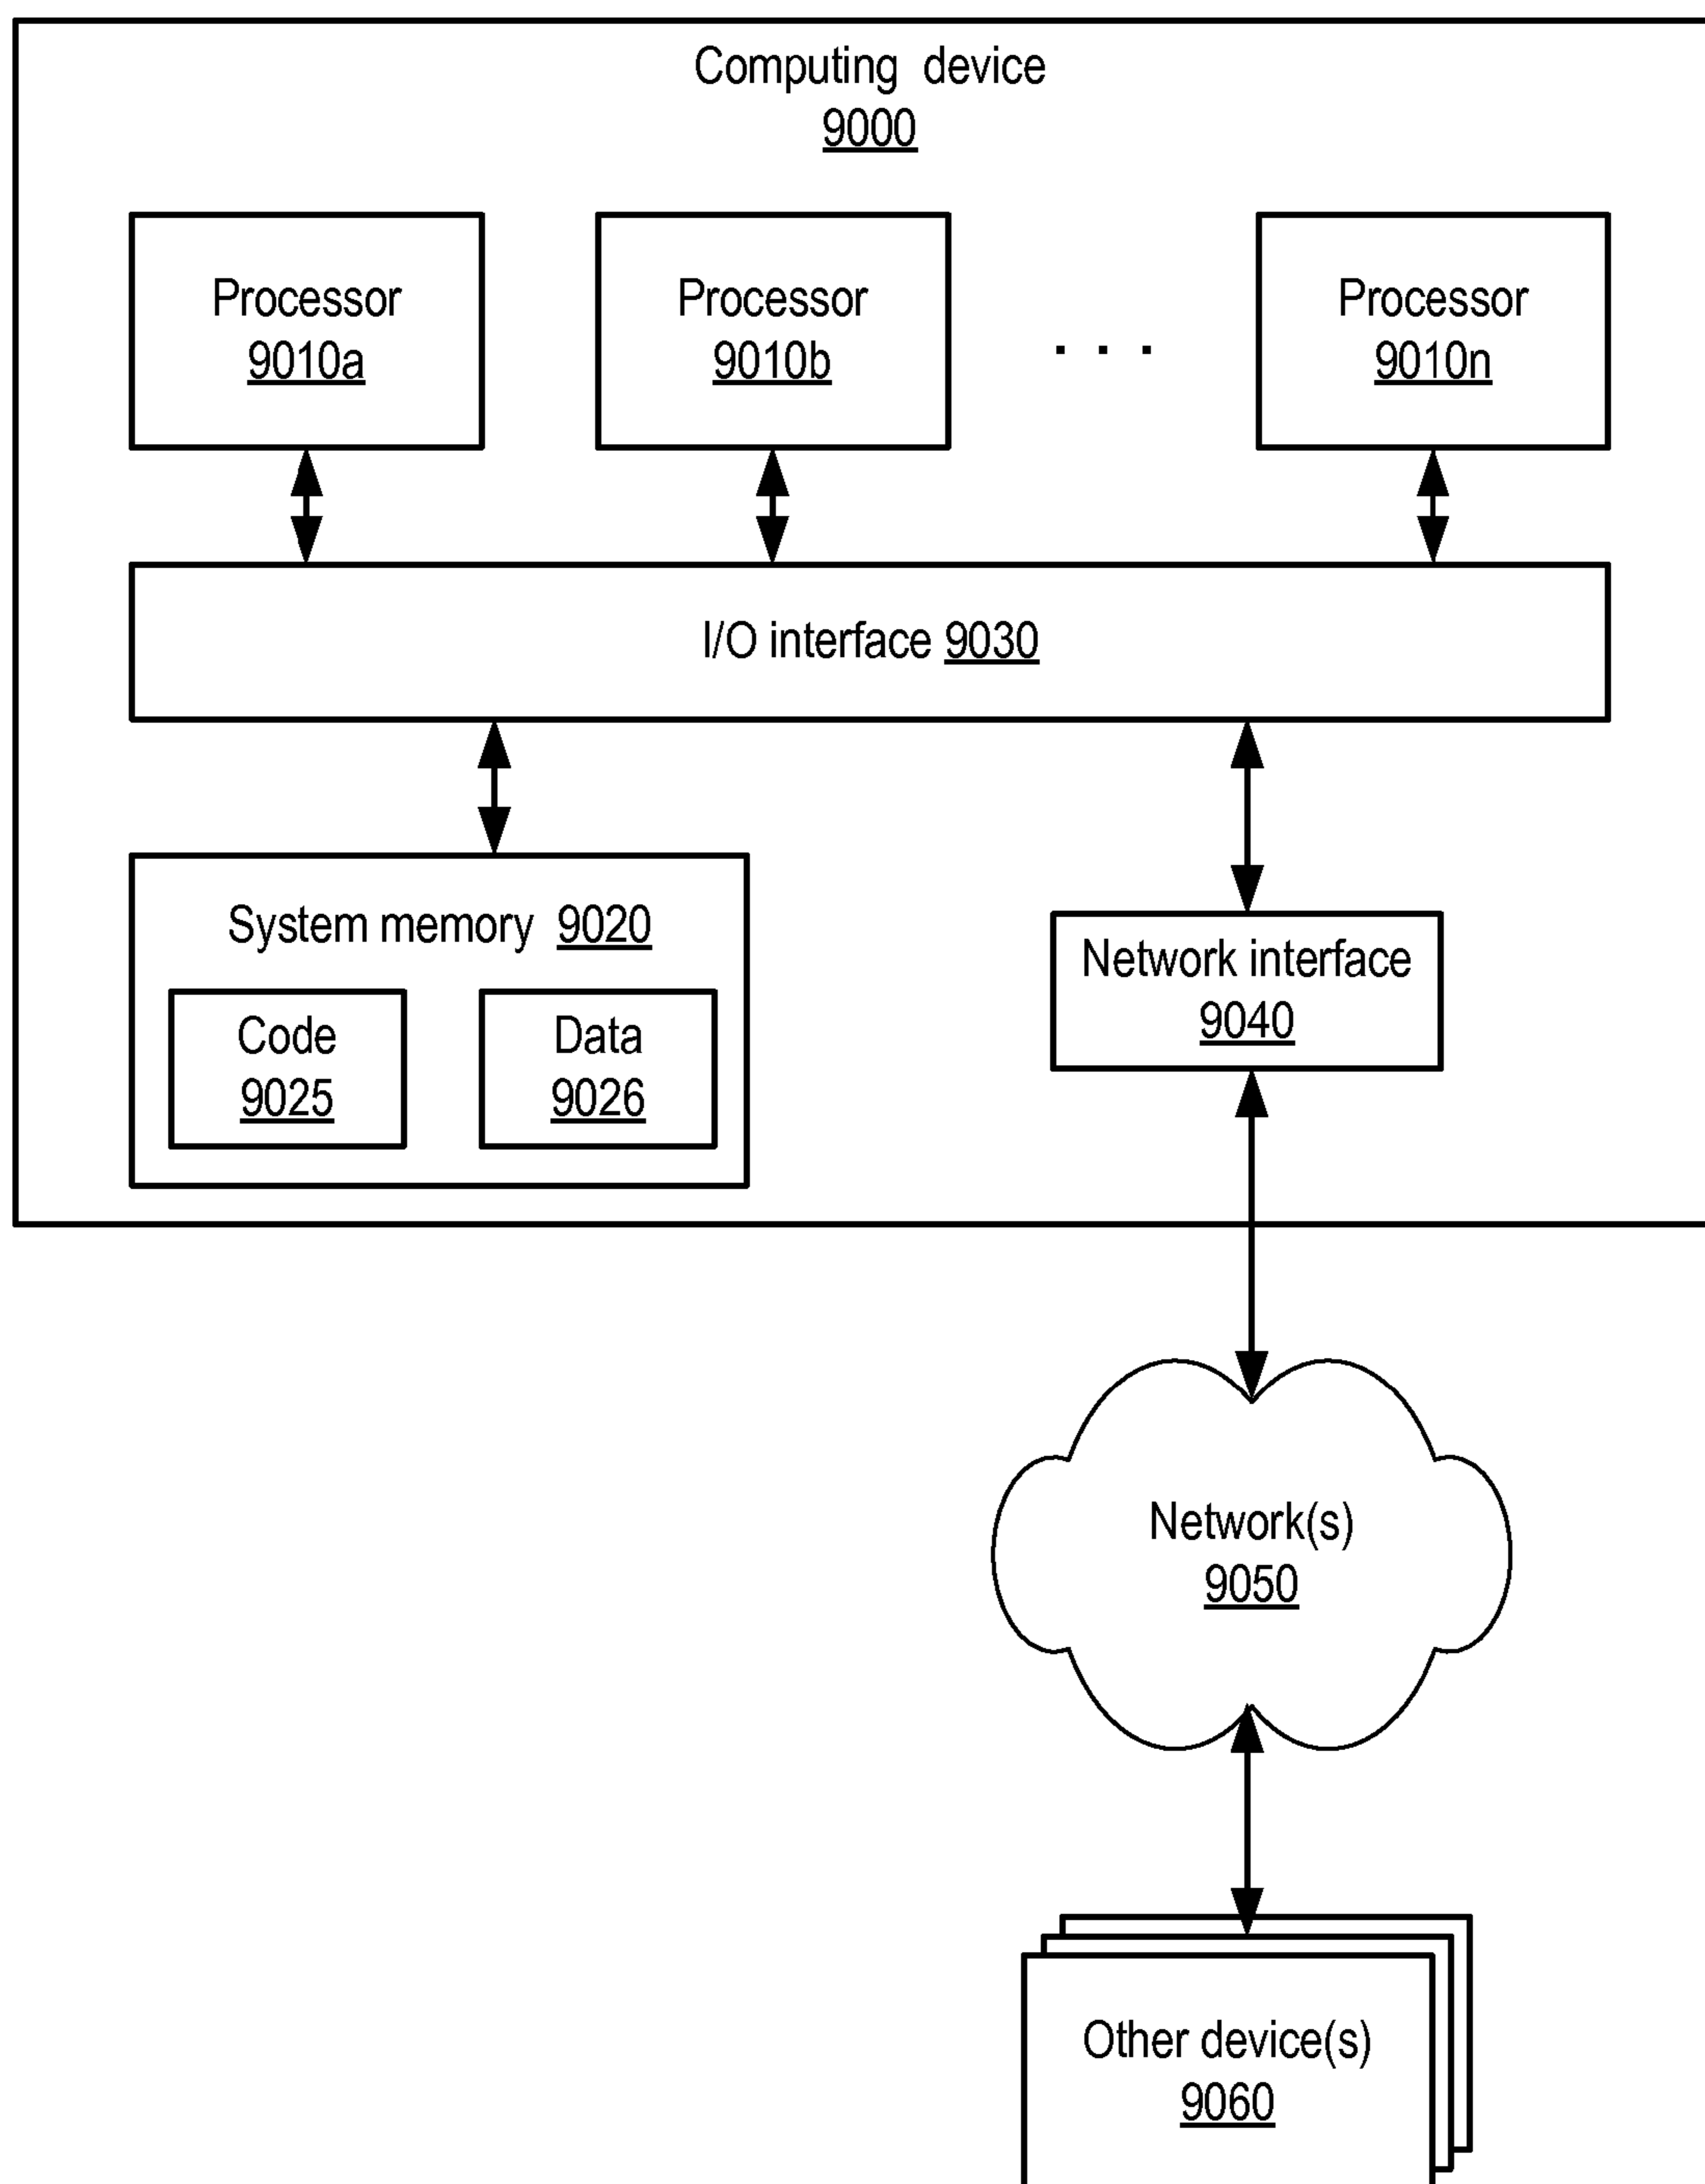 Computing device
9000
Processor
9010a
Processor
9010b
. . .
Processor
9010n
I/O interface 9030
System memory 9020
Code
9025
Data
9026
Network interface
9040
Network(s)
9050
Other device(s)
9060